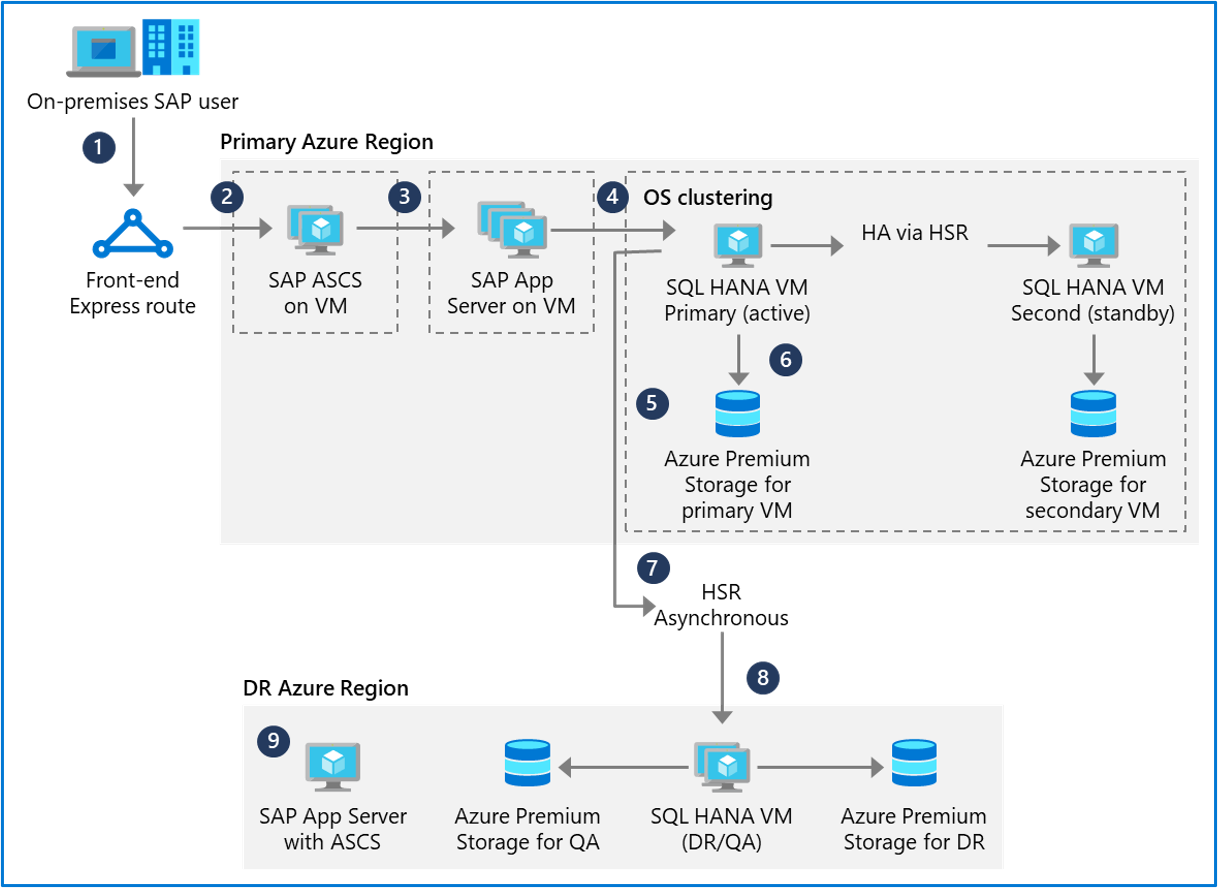 On-premises SAP user
1
Primary Azure Region
2
3
4
OS clustering
Front-end
Express route
SAP ASCS
on VM
SAP App
Server on VM
SQL HANA VM
Primary (active)
HA via HSR
SQL HANA VM
Second (standby)
6
5
Azure Premium
Storage for
primary VM
Azure Premium
Storage for
secondary VM
7
HSR
Asynchronous
8
DR Azure Region
9
SAP App Server
with ASCS
Azure Premium
Storage for QA
SQL HANA VM
(DR/QA)
Azure Premium
Storage for DR